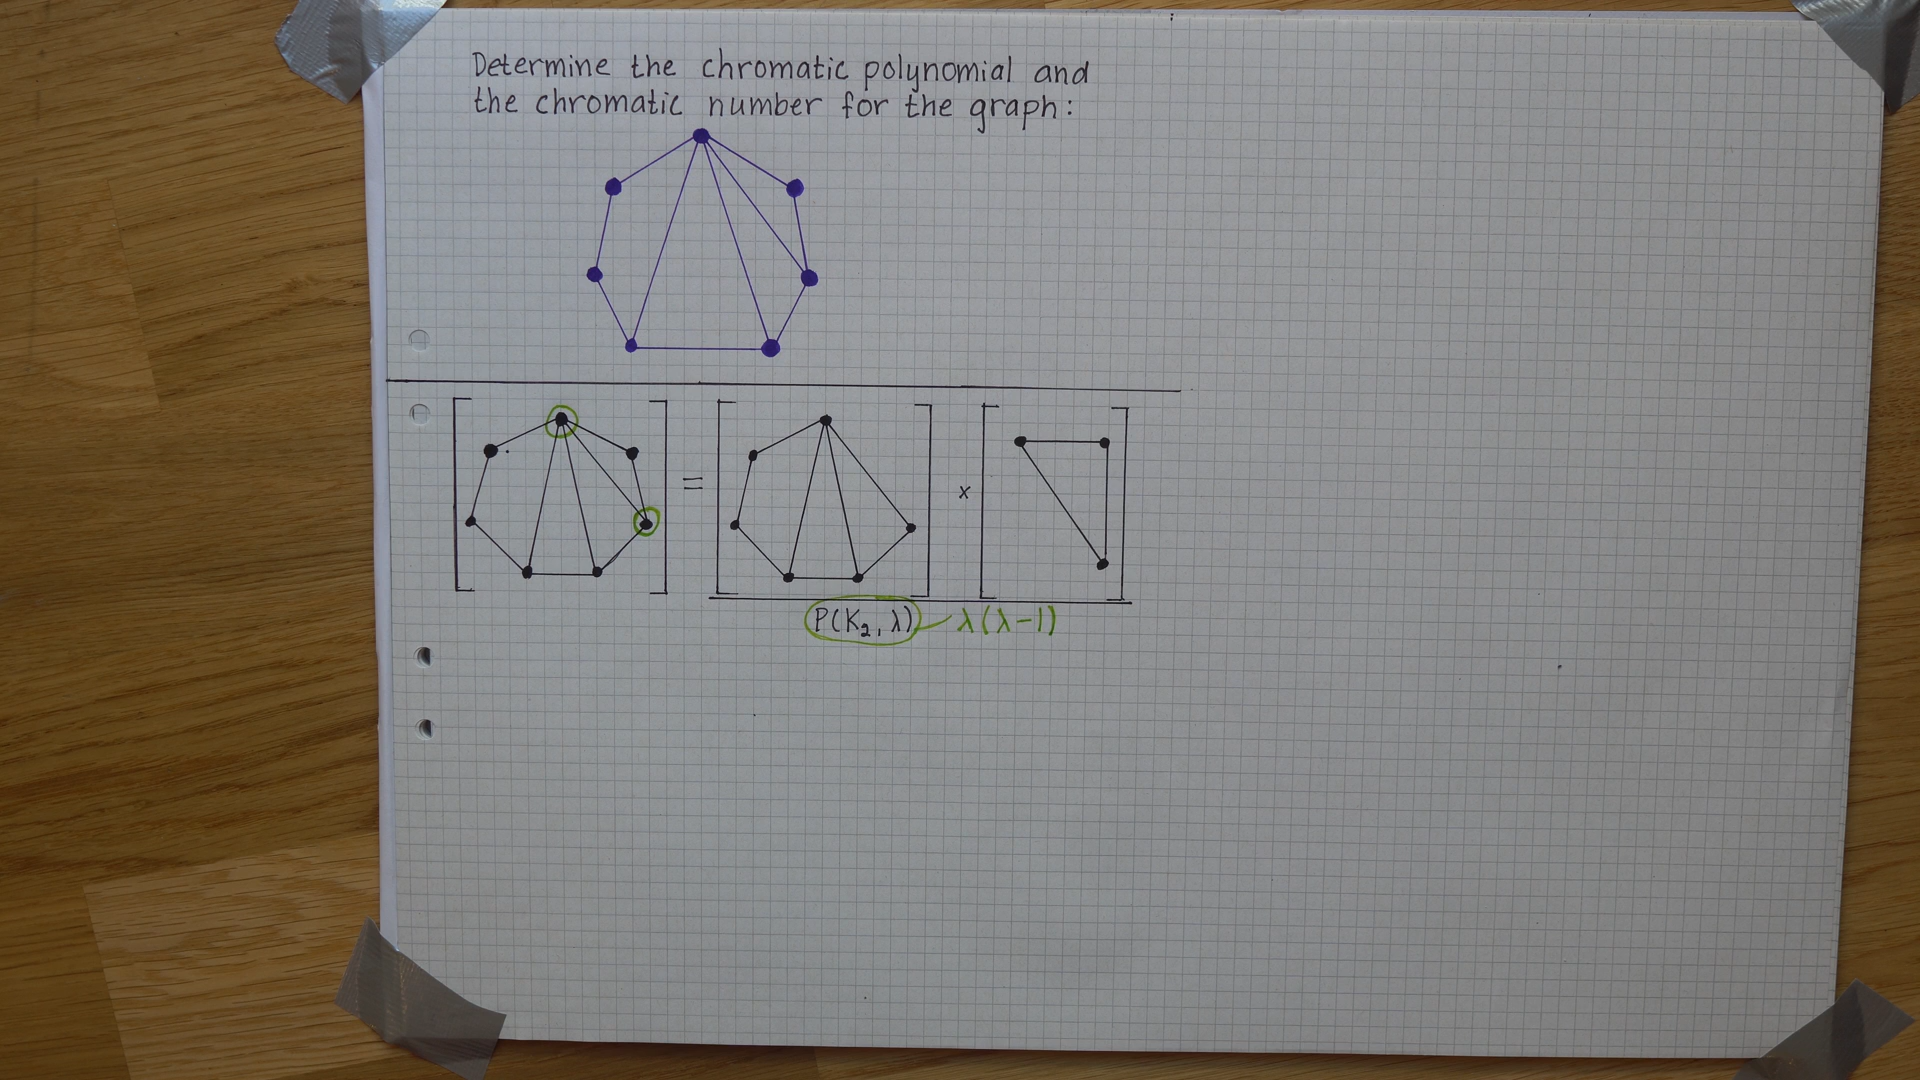 Determine the chromatic polynomial and
the chromatic number for the graph:
= ×
P(K₂, λ) λ(λ-1)